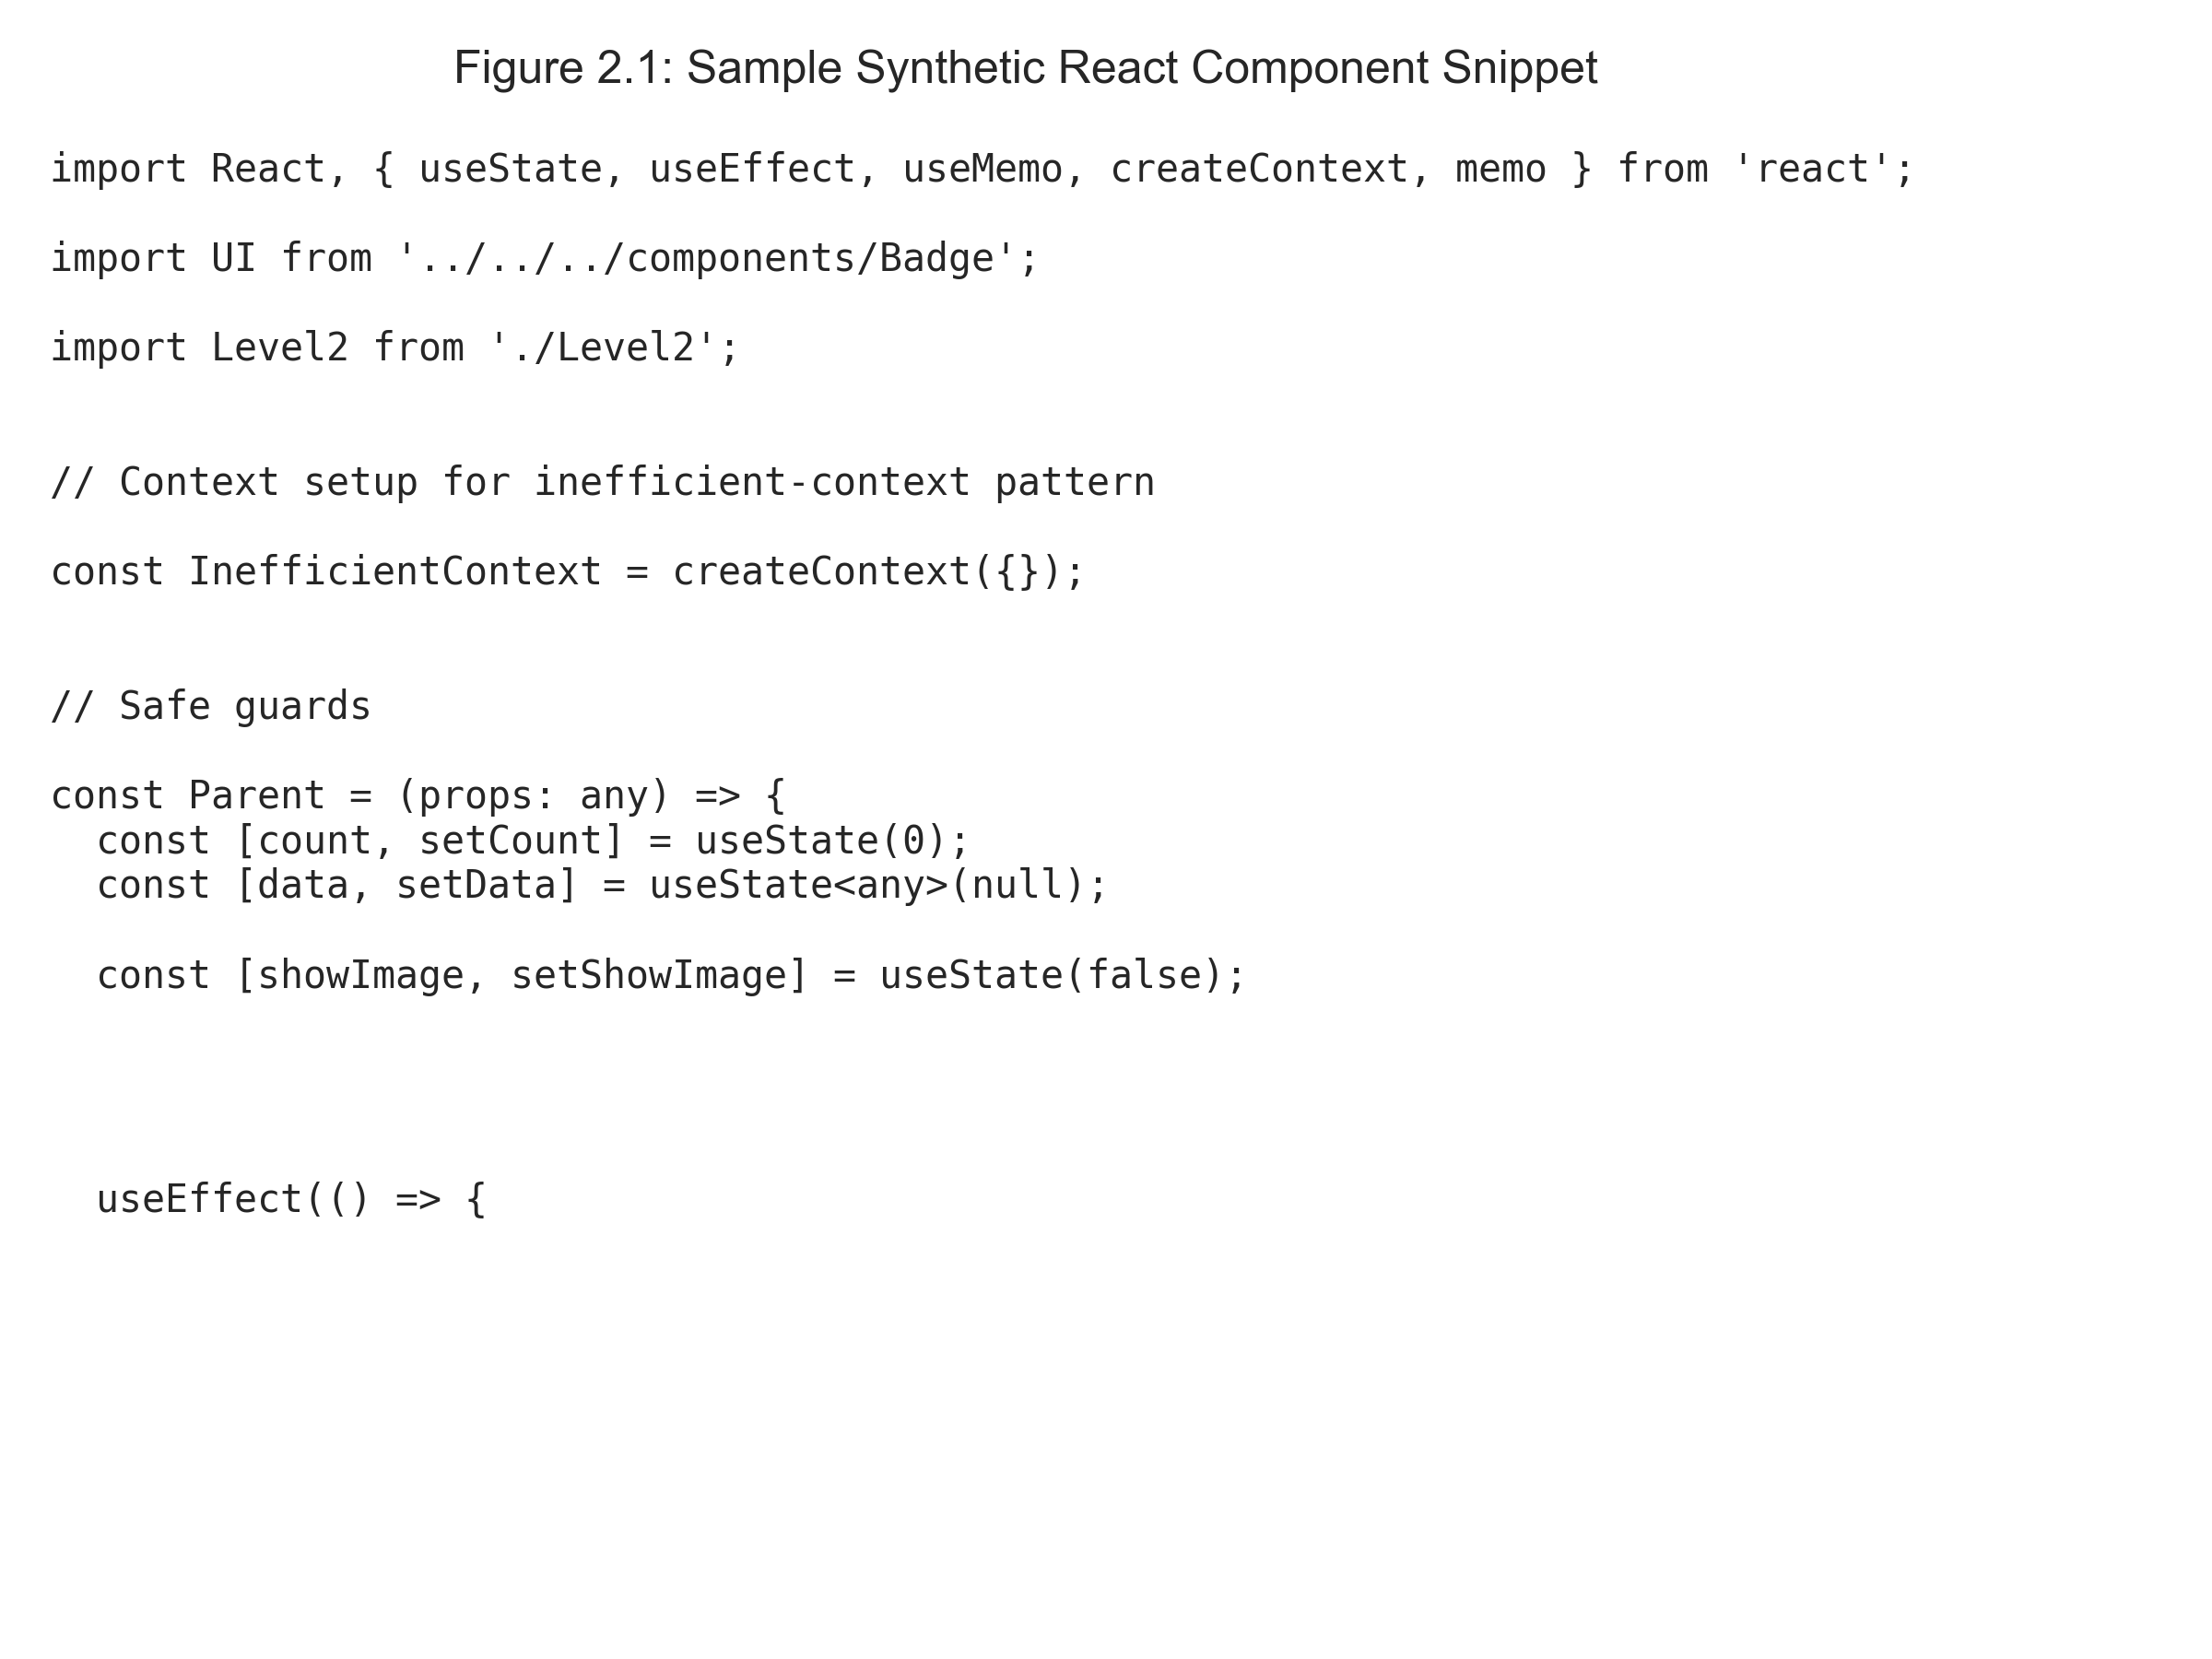 Figure 2.1: Sample Synthetic React Component Snippet
import React, { useState, useEffect, useMemo, createContext, memo } from 'react';
import UI from '../../../components/Badge';
import Level2 from './Level2';
// Context setup for inefficient-context pattern
const InefficientContext = createContext({});
// Safe guards
const Parent = (props: any) => {
  const [count, setCount] = useState(0);
  const [data, setData] = useState<any>(null);
  const [showImage, setShowImage] = useState(false);
  useEffect(() => {